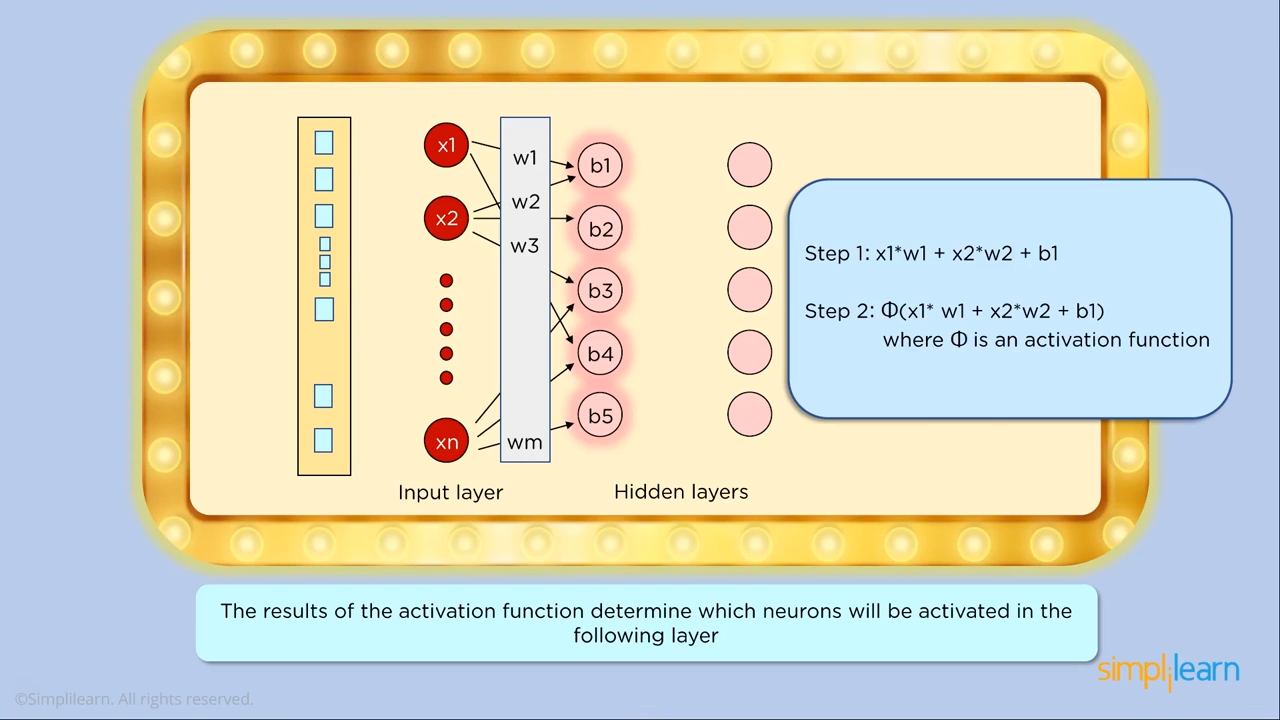 x1
x2
xn
w1
w2
w3
wm
b1
b2
b3
b4
b5
Input layer
Hidden layers
Step 1: x1*w1 + x2*w2 + b1
Step 2: Φ(x1* w1 + x2*w2 + b1)
where Φ is an activation function
The results of the activation function determine which neurons will be activated in the
following layer
simplilearn
©Simplilearn. All rights reserved.